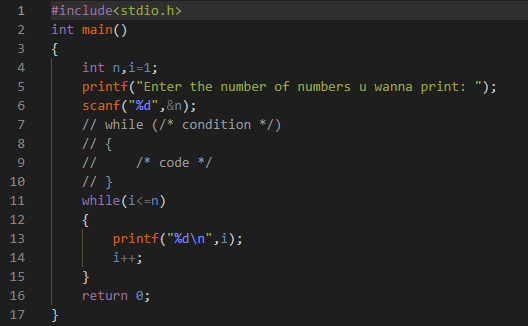 1 #include<stdio.h>
2 int main()
3 {
4     int n,i=1;
5     printf("Enter the number of numbers u wanna print: ");
6     scanf("%d",&n);
7     // while (/* condition */)
8     // {
9     //     /* code */
10     // }
11     while(i<=n)
12     {
13         printf("%d\n",i);
14         i++;
15     }
16     return 0;
17 }